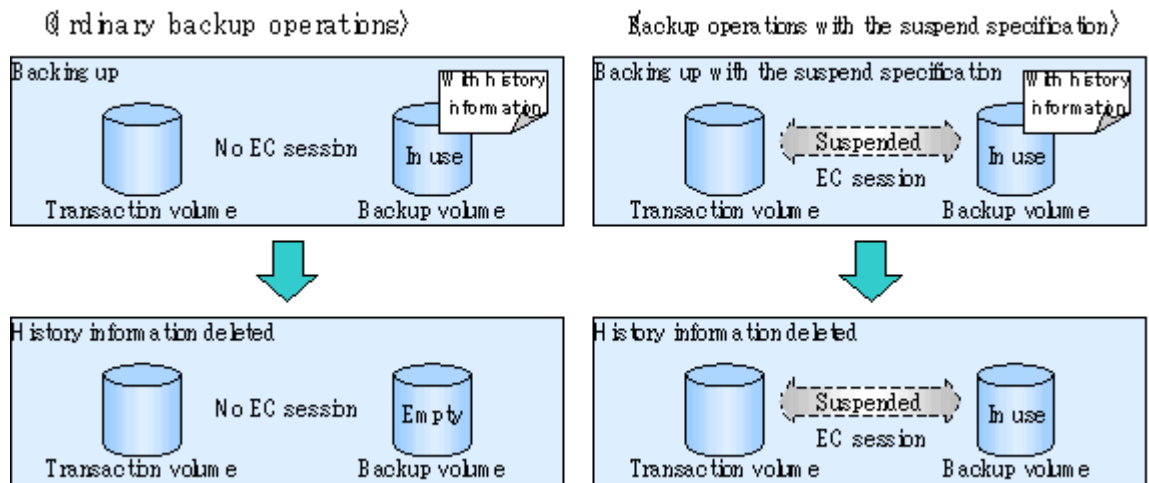 〈Ordinary backup operations〉
〈Backup operations with the suspend specification〉
Backing up
With history
information
No EC session
In use
Transaction volume
Backup volume
Backing up with the suspend specification
With history
information
Suspended
EC session
In use
Transaction volume
Backup volume
History information deleted
No EC session
Empty
Transaction volume
Backup volume
History information deleted
Suspended
EC session
In use
Transaction volume
Backup volume